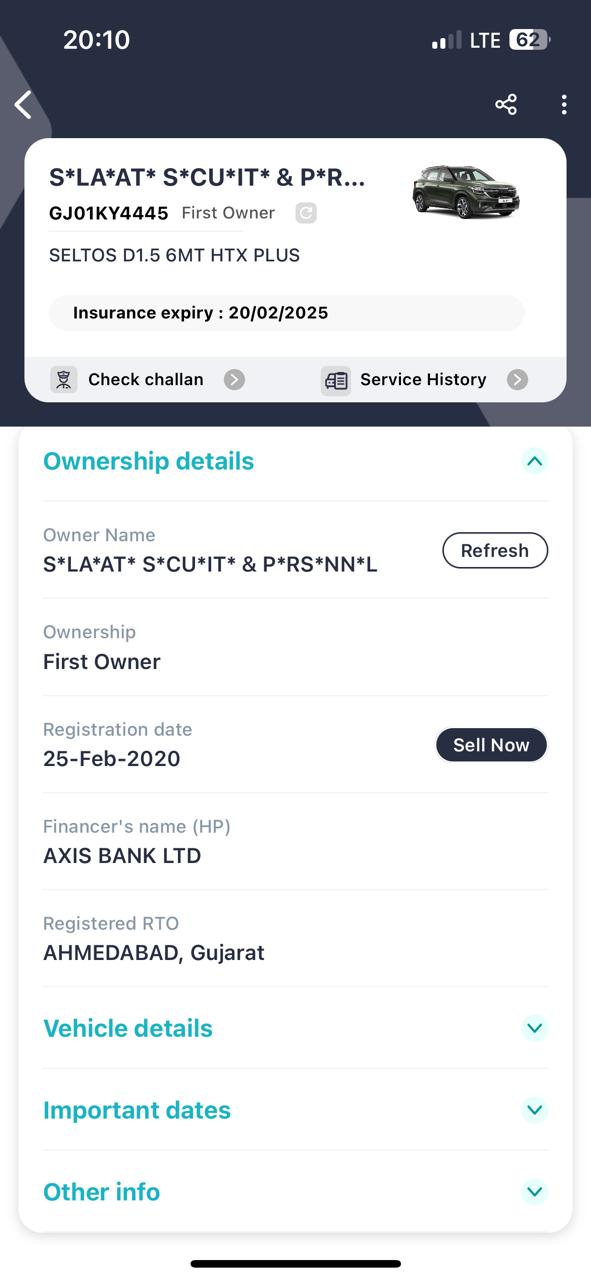 20:10
LTE 62
S*LA*AT* S*CU*IT* & P*R...
GJ01KY4445 First Owner
SELTOS D1.5 6MT HTX PLUS
Insurance expiry : 20/02/2025
Check challan
Service History
Ownership details
Owner Name
S*LA*AT* S*CU*IT* & P*RS*NN*L
Refresh
Ownership
First Owner
Registration date
25-Feb-2020
Sell Now
Financer's name (HP)
AXIS BANK LTD
Registered RTO
AHMEDABAD, Gujarat
Vehicle details
Important dates
Other info